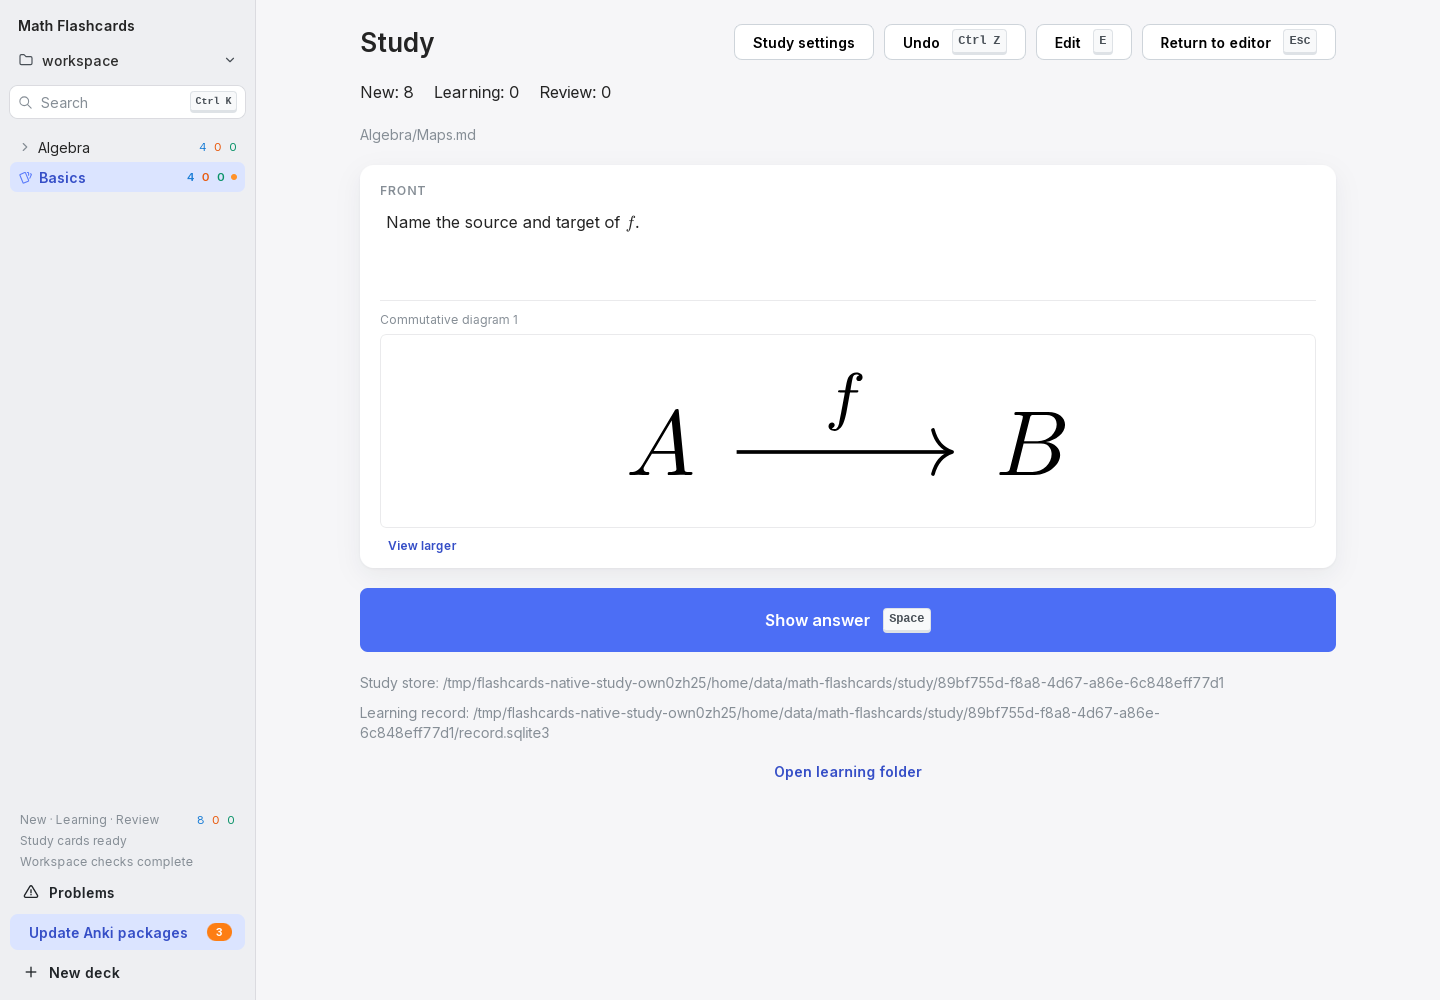 Math Flashcards
workspace
Search Ctrl K
Algebra 4 0 0
Basics 4 0 0
New · Learning · Review 8 0 0
Study cards ready
Workspace checks complete
Problems
Update Anki packages 3
New deck
Study
Study settings
Undo Ctrl Z
Edit E
Return to editor Esc
New: 8 Learning: 0 Review: 0
Algebra/Maps.md
FRONT
Name the source and target of f.
Commutative diagram 1
f
A B
View larger
Show answer Space
Study store: /tmp/flashcards-native-study-own0zh25/home/data/math-flashcards/study/89bf755d-f8a8-4d67-a86e-6c848eff77d1
Learning record: /tmp/flashcards-native-study-own0zh25/home/data/math-flashcards/study/89bf755d-f8a8-4d67-a86e-
6c848eff77d1/record.sqlite3
Open learning folder